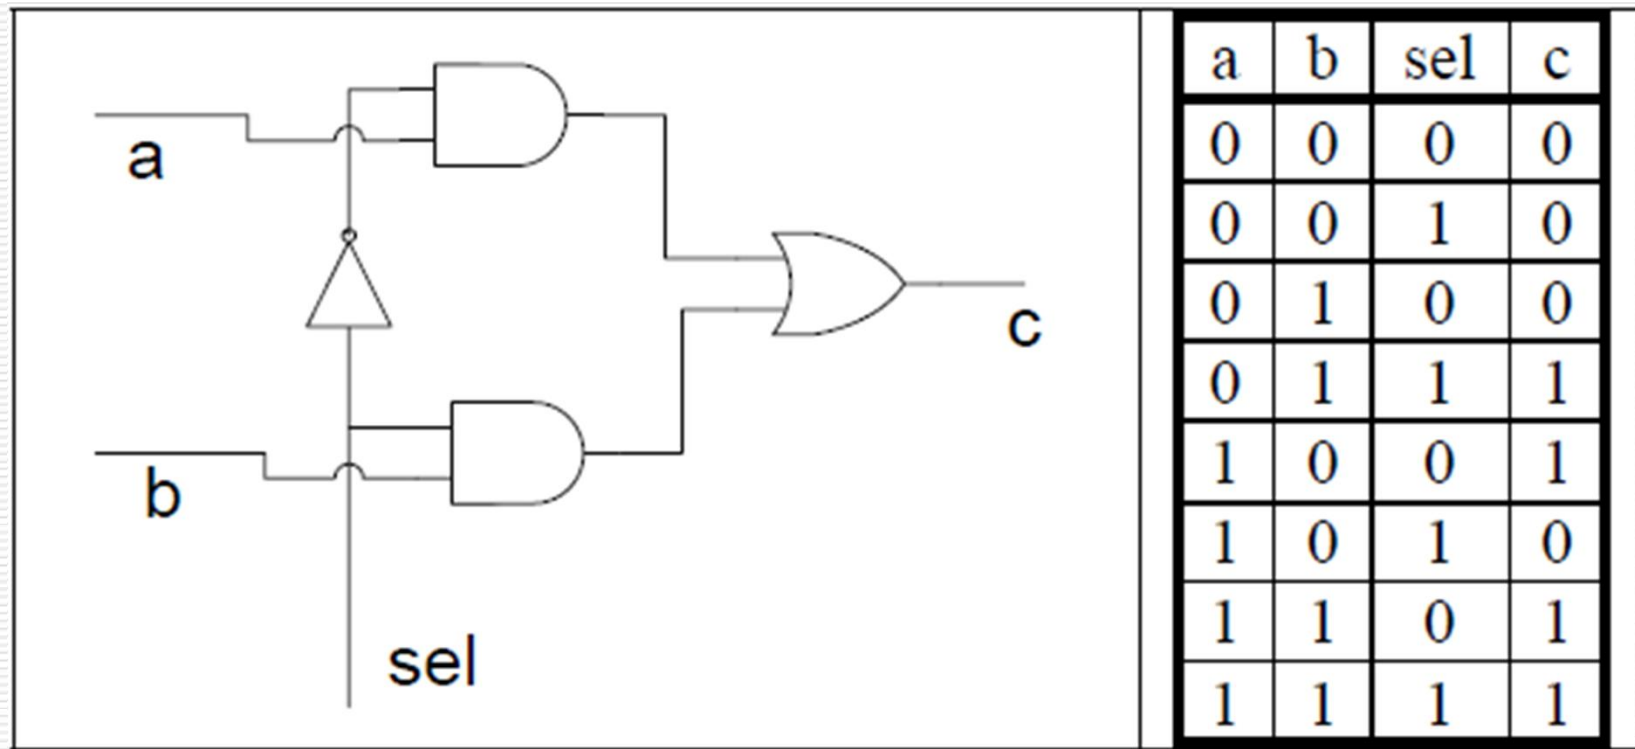 a
b
sel
c
a b sel c
0 0 0 0
0 0 1 0
0 1 0 0
0 1 1 1
1 0 0 1
1 0 1 0
1 1 0 1
1 1 1 1